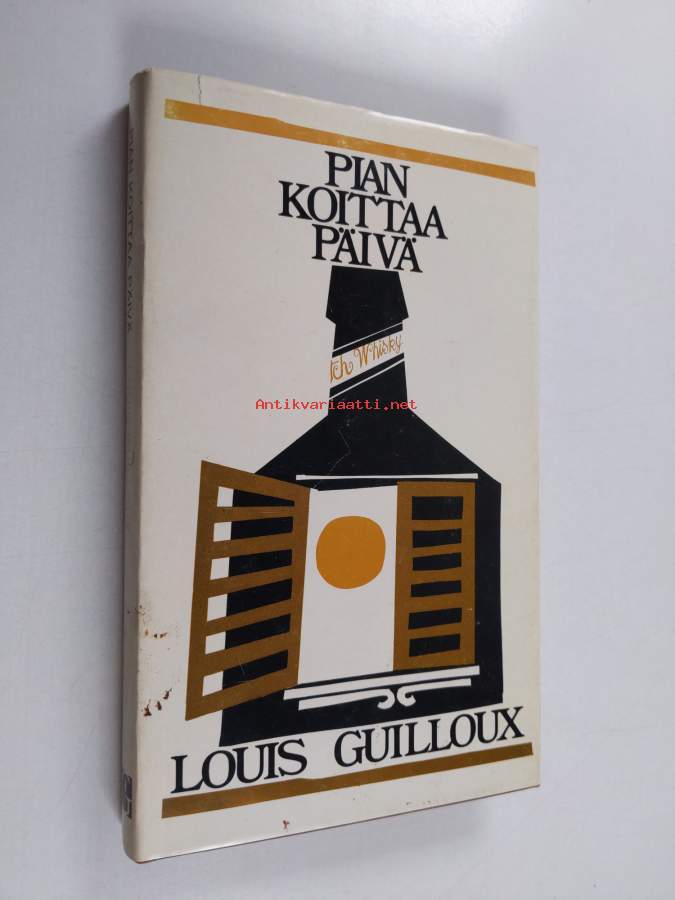 PIAN
KOITTAA
PÄIVÄ
tch Whisky
Antikvariaatti.net
LOUIS GUILLOUX
PIAN KOITTAA PÄIVÄ